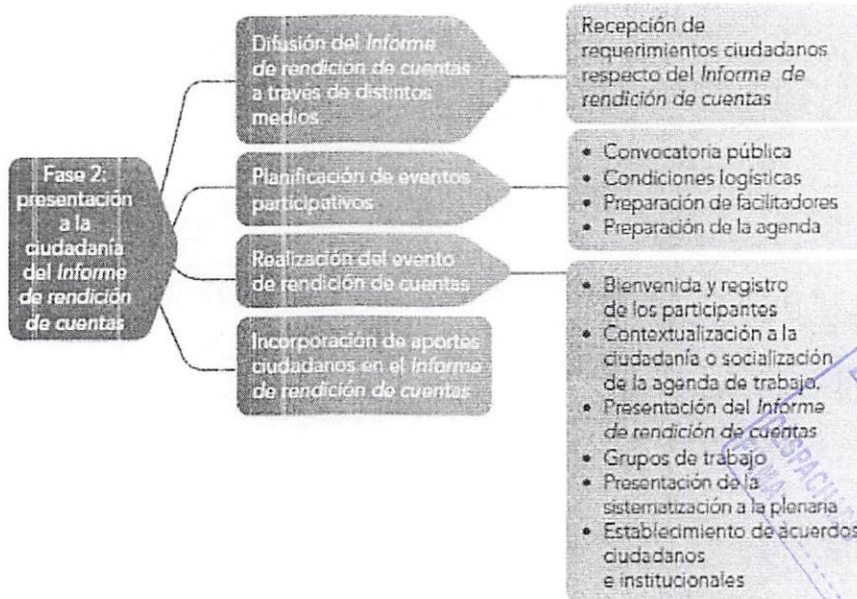 Fase 2:
presentación
a la
ciudadanía
del Informe
de rendición
de cuentas
Difusión del Informe
de rendición de cuentas
a través de distintos
medios
Recepción de
requerimientos ciudadanos
respecto del Informe de
rendición de cuentas
Planificación de eventos
participativos
• Convocatoria pública
• Condiciones logísticas
• Preparación de facilitadores
• Preparación de la agenda
Realización del evento
de rendición de cuentas
• Bienvenida y registro
de los participantes
• Contextualización a la
ciudadanía o socialización
de la agenda de trabajo.
• Presentación del Informe
de rendición de cuentas
• Grupos de trabajo
• Presentación de la
sistematización a la plenaria
• Establecimiento de acuerdos
ciudadanos
e institucionales
Incorporación de aportes
ciudadanos en el Informe
de rendición de cuentas